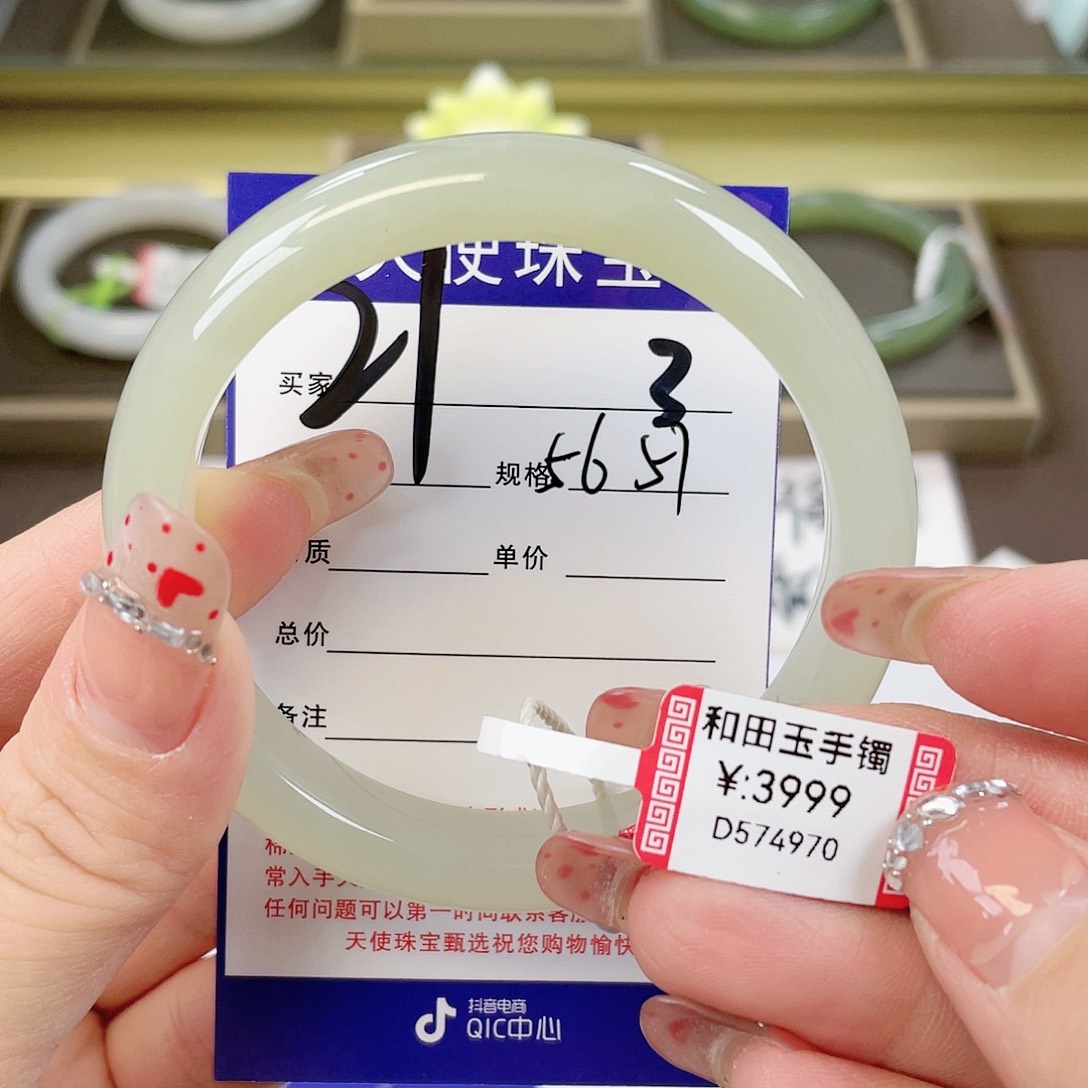 天使珠宝
21
买家
3
规格 56 51
质
单价
总价
备注
常入手
任何问题可以第一时间联系客服
天使珠宝甄选祝您购物愉快
抖音电商
QIC中心
和田玉手镯
¥:3999
D574970